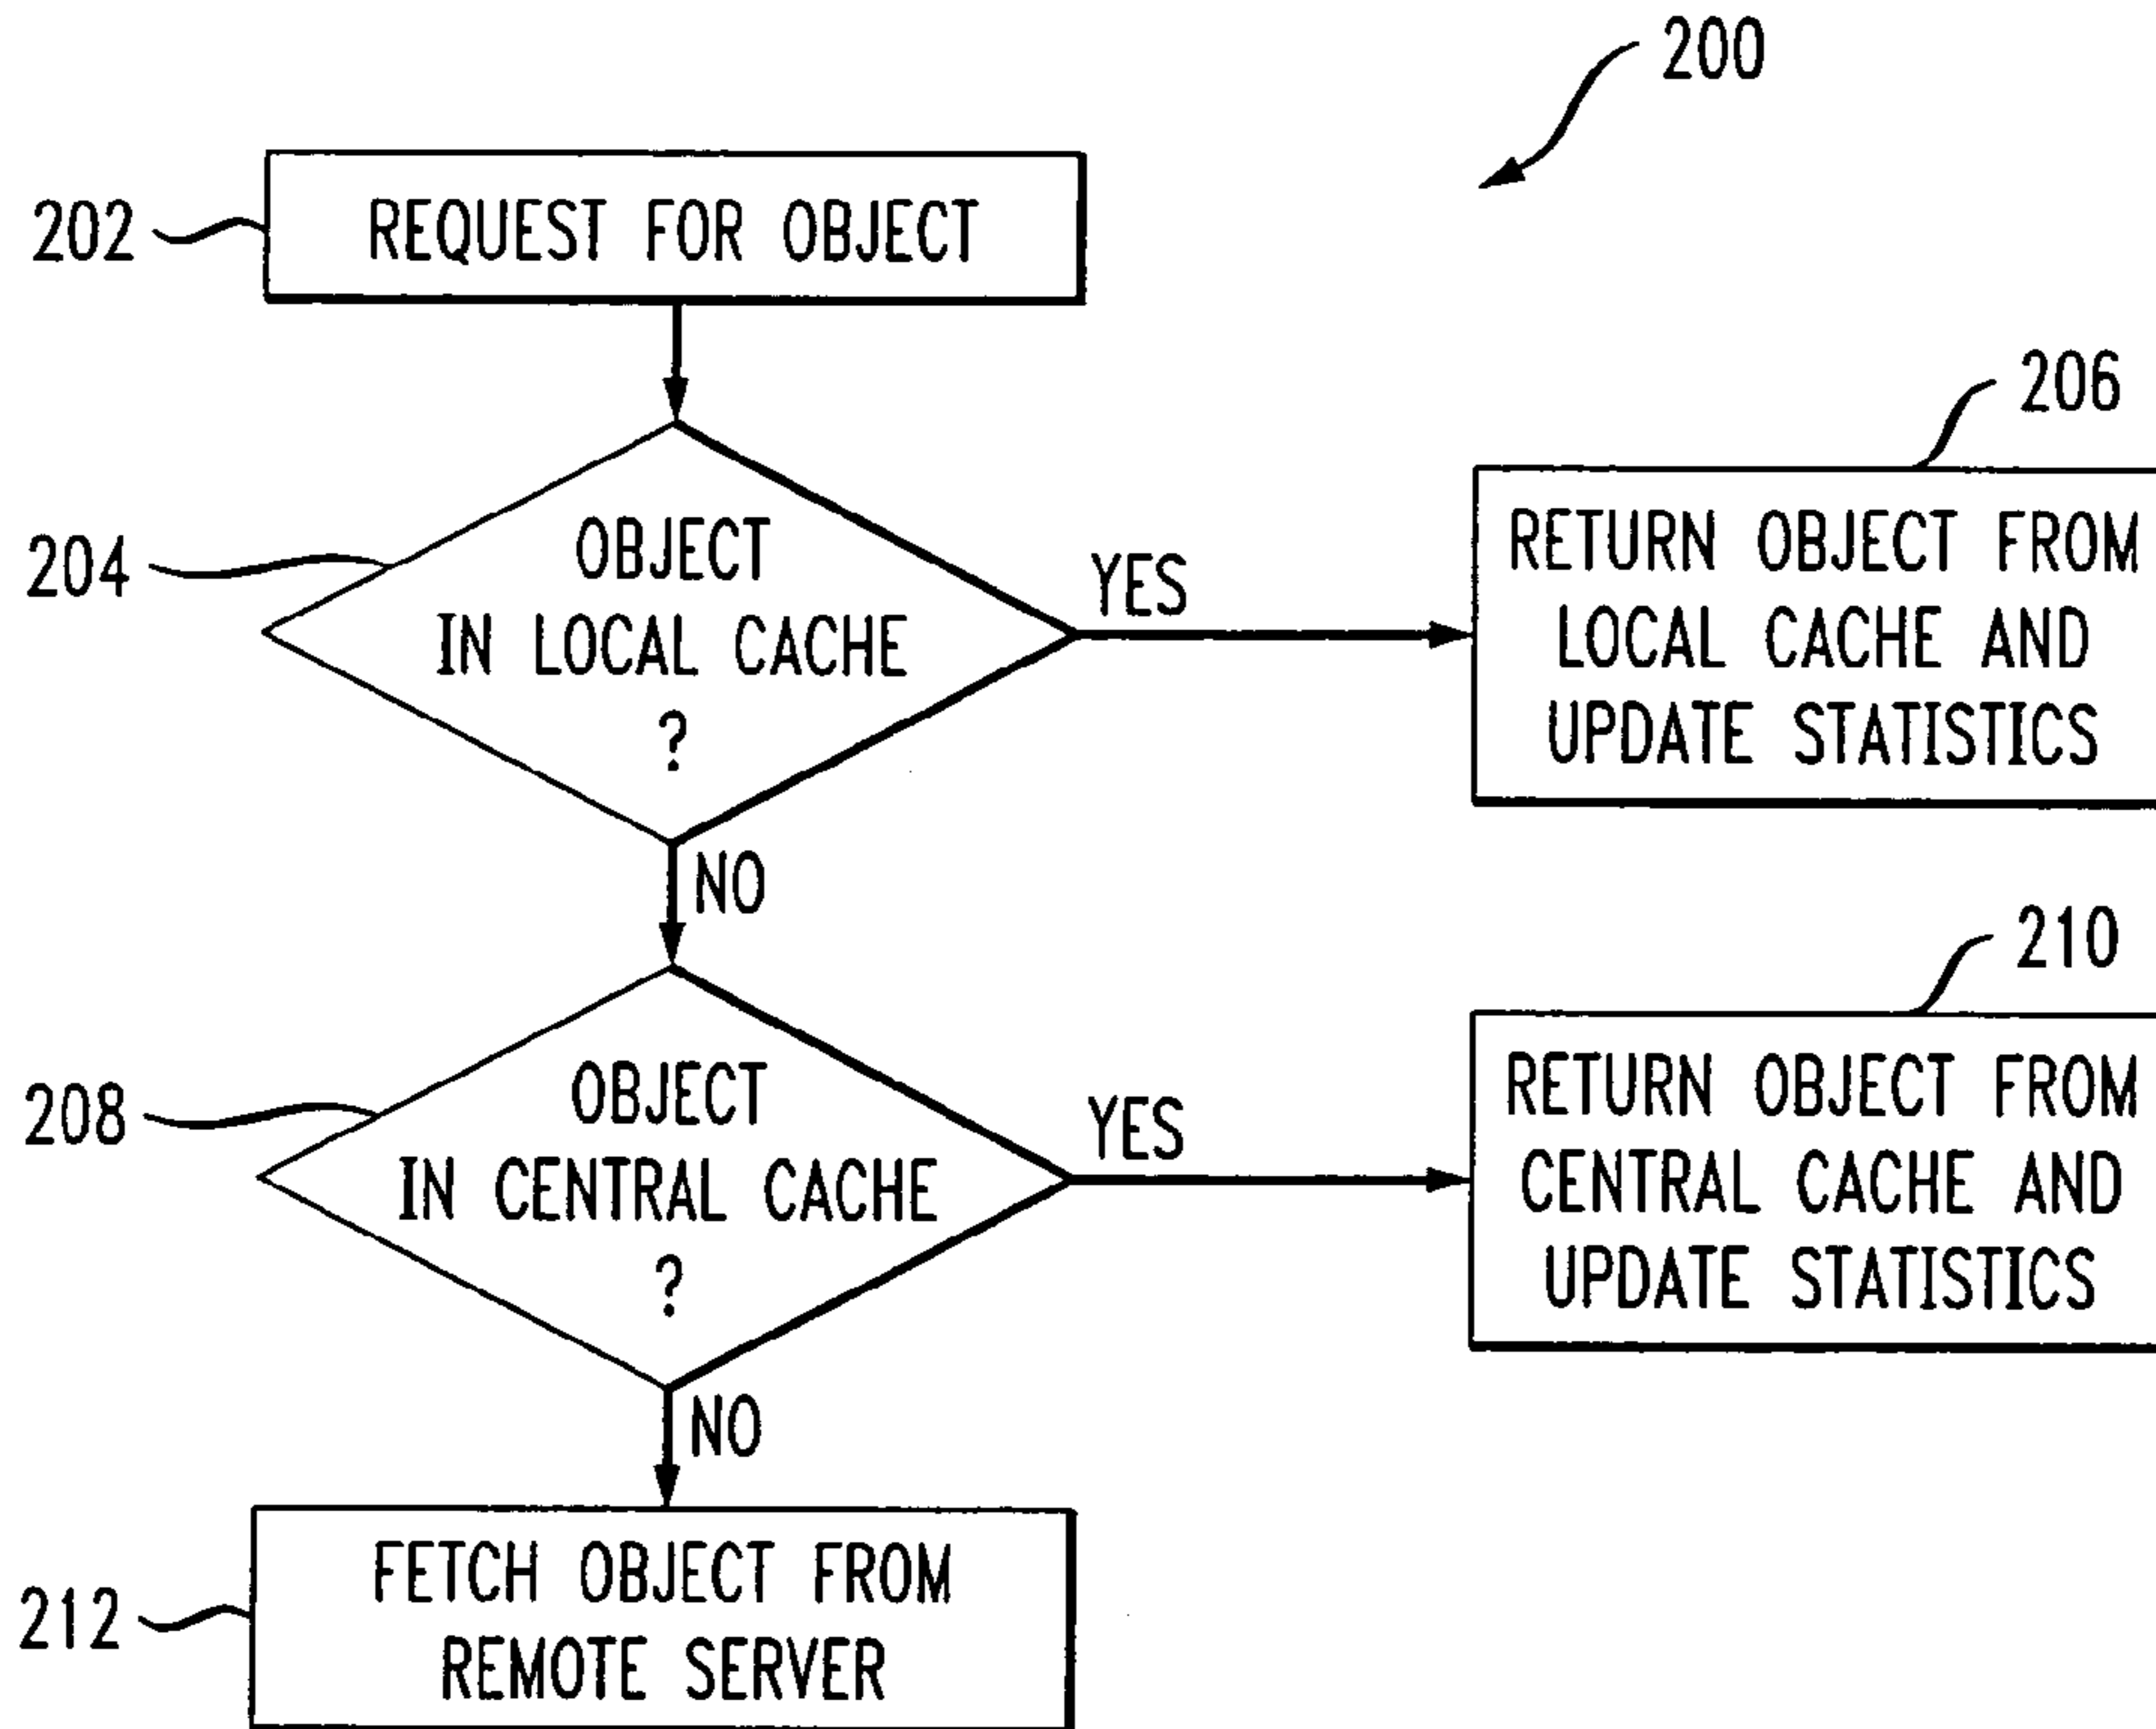 200
202
REQUEST FOR OBJECT
204
OBJECT
IN LOCAL CACHE
?
YES
206
RETURN OBJECT FROM
LOCAL CACHE AND
UPDATE STATISTICS
NO
208
OBJECT
IN CENTRAL CACHE
?
YES
210
RETURN OBJECT FROM
CENTRAL CACHE AND
UPDATE STATISTICS
NO
212
FETCH OBJECT FROM
REMOTE SERVER